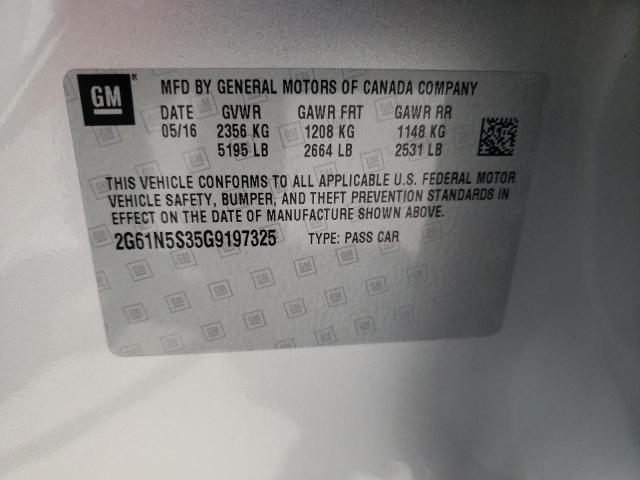 GM ® MFD BY GENERAL MOTORS OF CANADA COMPANY
DATE GVWR GAWR FRT GAWR RR
05/16 2356 KG 1208 KG 1148 KG
5195 LB 2664 LB 2531 LB
THIS VEHICLE CONFORMS TO ALL APPLICABLE U.S. FEDERAL MOTOR
VEHICLE SAFETY, BUMPER, AND THEFT PREVENTION STANDARDS IN
EFFECT ON THE DATE OF MANUFACTURE SHOWN ABOVE.
2G61N5S35G9197325 TYPE: PASS CAR